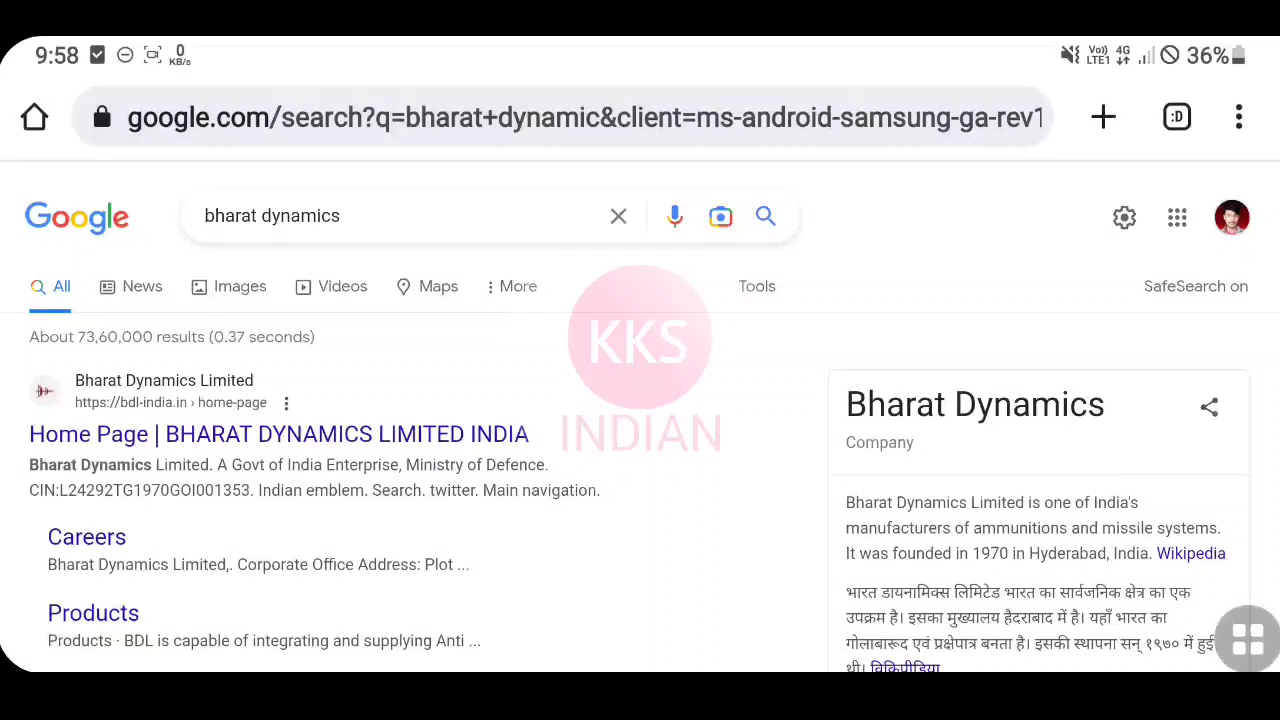 9:58
0
KB/s
Vo))
LTE1
4G
36%
google.com/search?q=bharat+dynamic&client=ms-android-samsung-ga-rev1
:D
Google
bharat dynamics
All
News
Images
Videos
Maps
More
Tools
SafeSearch on
About 73,60,000 results (0.37 seconds)
KKS
INDIAN
Bharat Dynamics Limited
https://bdl-india.in › home-page
Home Page | BHARAT DYNAMICS LIMITED INDIA
Bharat Dynamics Limited. A Govt of India Enterprise, Ministry of Defence.
CIN:L24292TG1970GOI001353. Indian emblem. Search. twitter. Main navigation.
Careers
Bharat Dynamics Limited,. Corporate Office Address: Plot ...
Products
Products · BDL is capable of integrating and supplying Anti ...
Bharat Dynamics
Company
Bharat Dynamics Limited is one of India's
manufacturers of ammunitions and missile systems.
It was founded in 1970 in Hyderabad, India. Wikipedia
भारत डायनामिक्स लिमिटेड भारत का सार्वजनिक क्षेत्र का एक
उपक्रम है। इसका मुख्यालय हैदराबाद में है। यहाँ भारत का
गोलाबारूद एवं प्रक्षेपात्र बनता है। इसकी स्थापना सन् १९७० में हुई
थी। विकिपीडिया